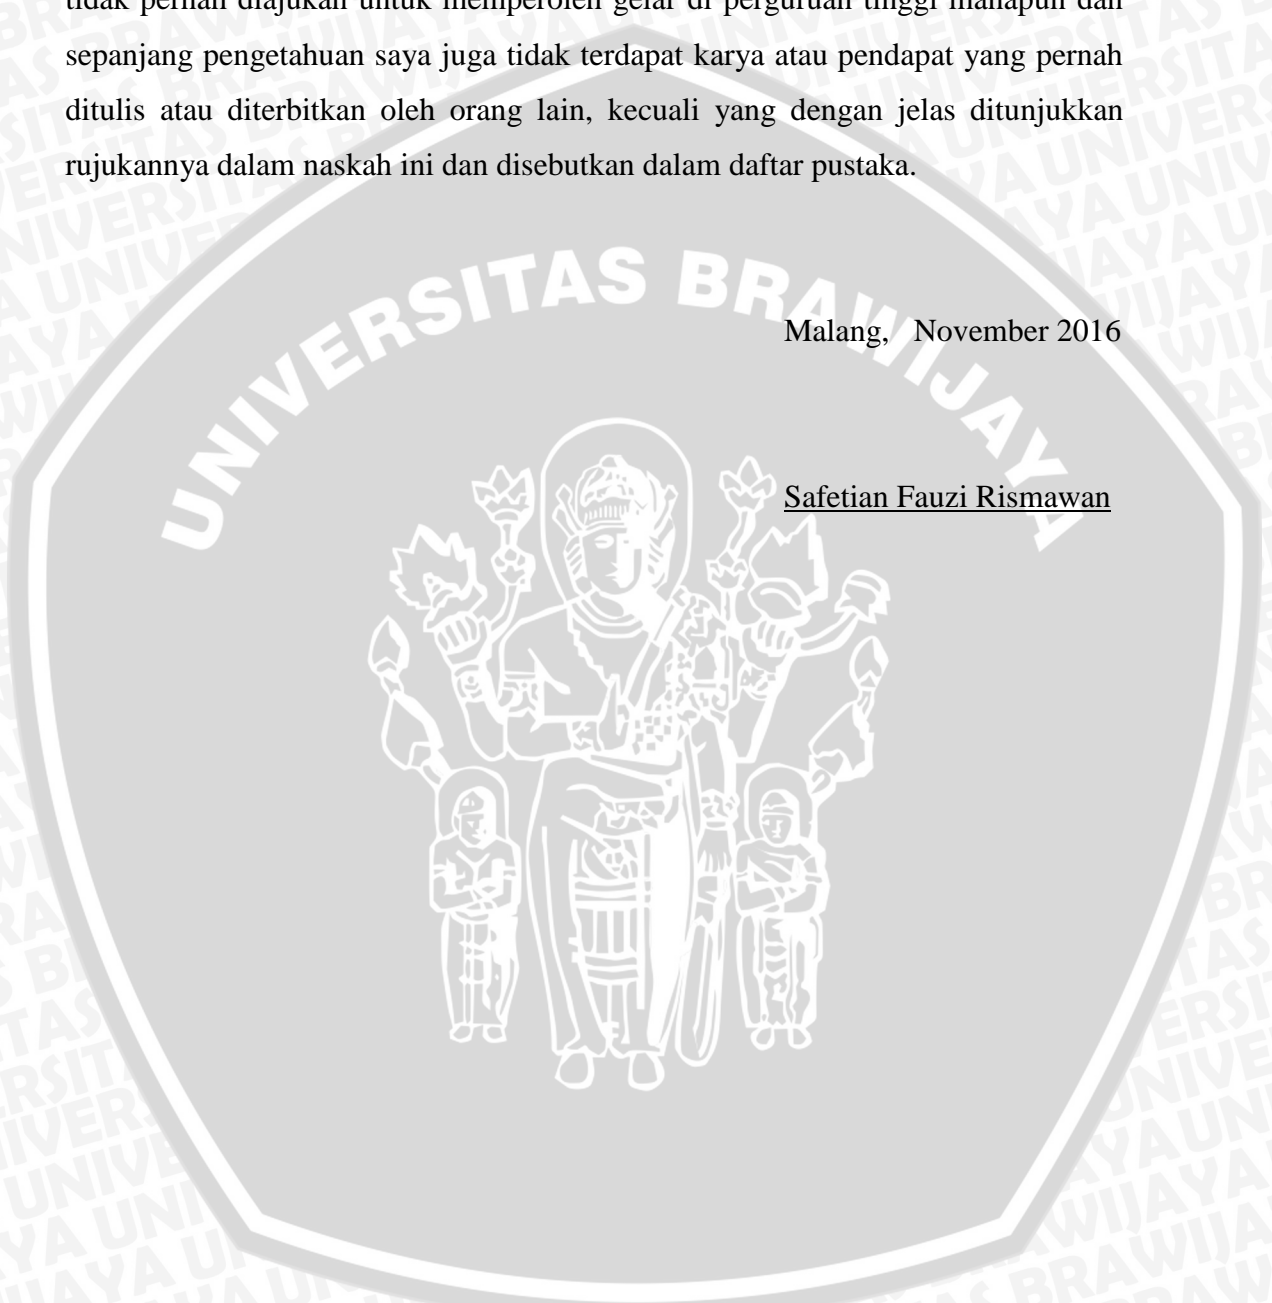 tidak pernah diajukan untuk memperoleh gelar di perguruan tinggi manapun dan
sepanjang pengetahuan saya juga tidak terdapat karya atau pendapat yang pernah
ditulis atau diterbitkan oleh orang lain, kecuali yang dengan jelas ditunjukkan
rujukannya dalam naskah ini dan disebutkan dalam daftar pustaka.
UNIVERSITAS BRAWIJAYA
Malang,   November 2016
Safetian Fauzi Rismawan